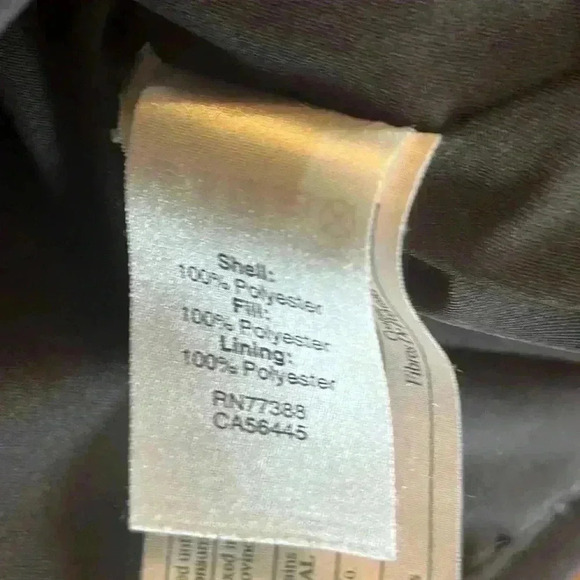 Shell:
100% Polyester
Fill:
100% Polyester
Lining:
100% Polyester
RN77388
CA56445